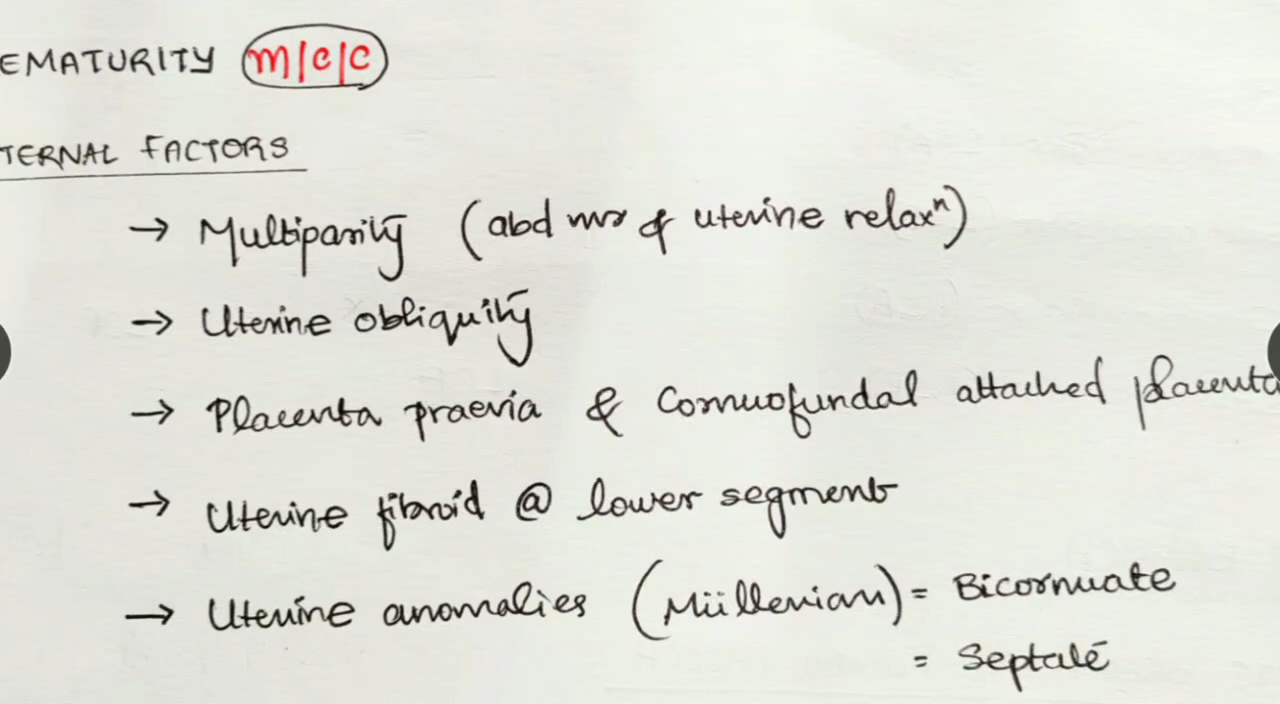 EMATURITY m/c/c
TERNAL FACTORS
→ Multiparity (abd ms & uterine relaxⁿ)
→ Uterine obliquity
→ Placenta praevia & Cornuofundal attached placenta
→ Uterine fibroid @ lower segment
→ Uterine anomalies (Müllerian) = Bicornuate
= Septate